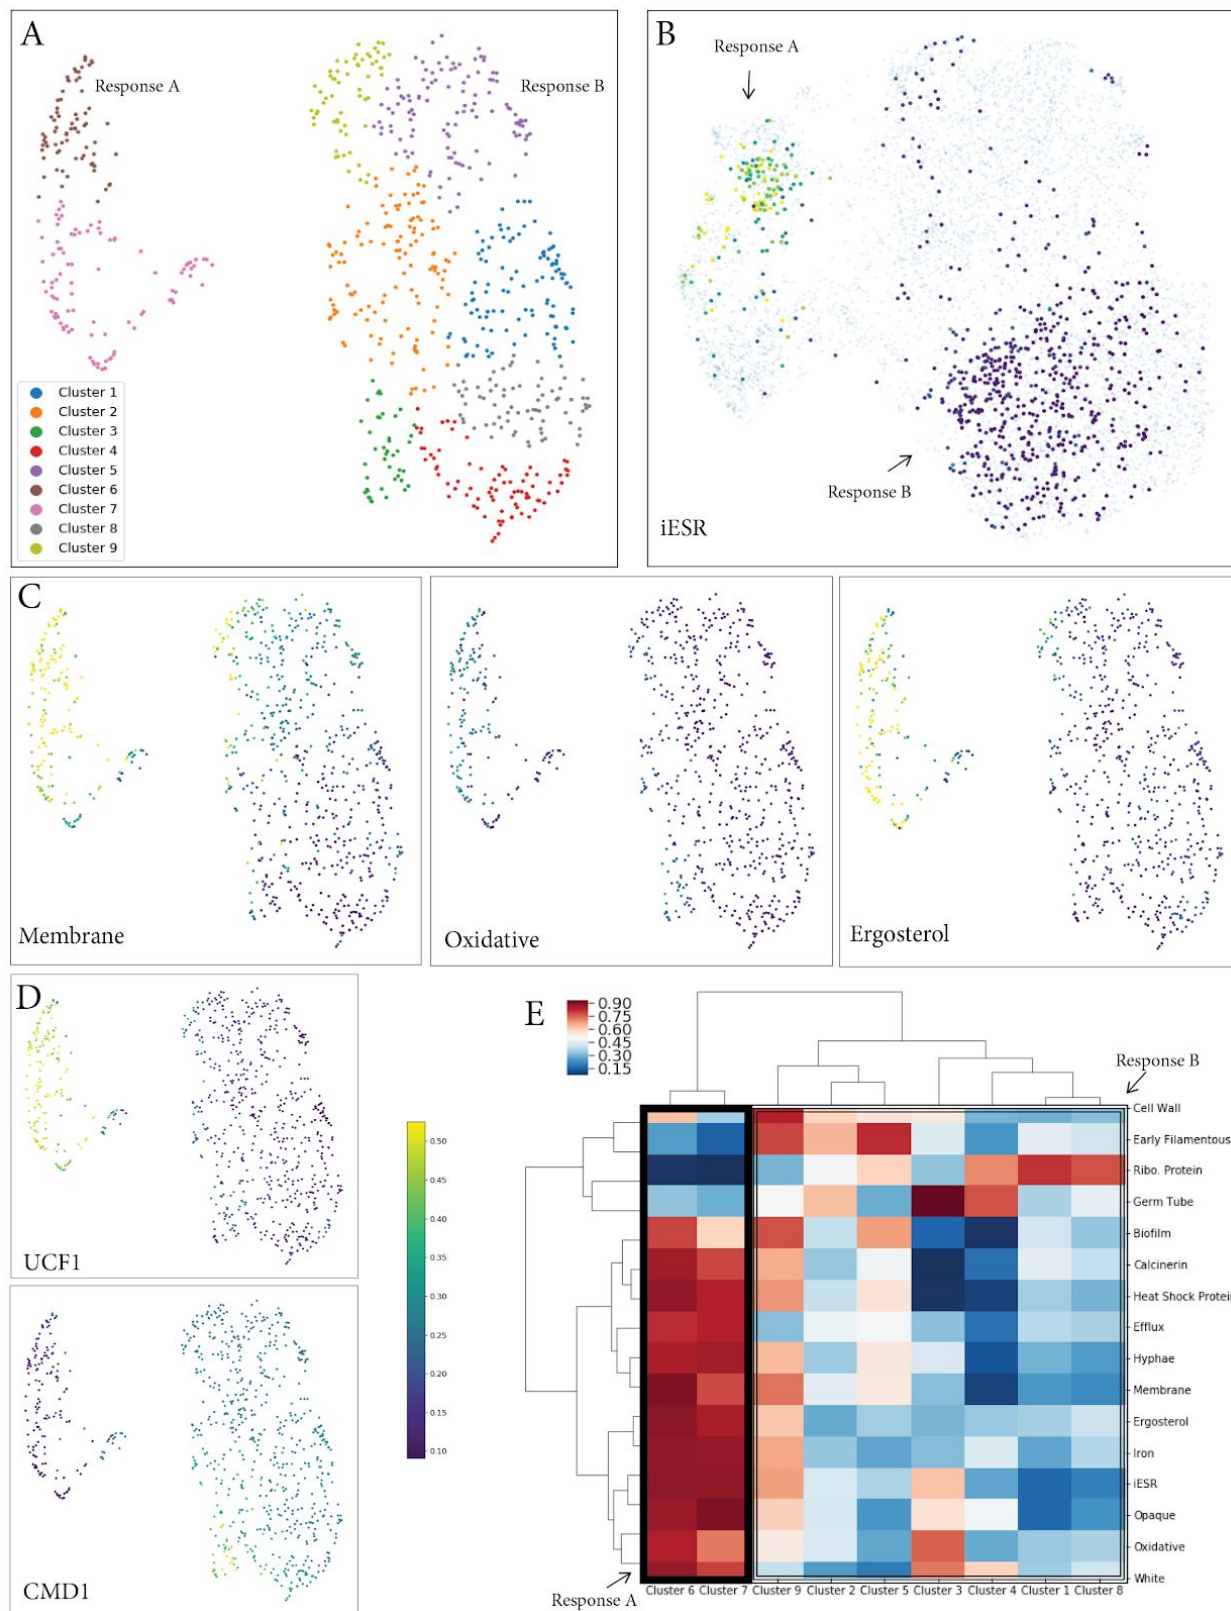 A
Response A
Response B
Cluster 1
Cluster 2
Cluster 3
Cluster 4
Cluster 5
Cluster 6
Cluster 7
Cluster 8
Cluster 9
B
Response A
Response B
iESR
C
Membrane
Oxidative
Ergosterol
D
UCF1
CMD1
0.50
0.45
0.40
0.35
0.30
0.25
0.20
0.15
0.10
E
0.90
0.75
0.60
0.45
0.30
0.15
Response B
Cell Wall
Early Filamentous
Ribo. Protein
Germ Tube
Biofilm
Calcinerin
Heat Shock Protein
Efflux
Hyphae
Membrane
Ergosterol
Iron
iESR
Opaque
Oxidative
White
Response A
Cluster 6 Cluster 7 Cluster 9 Cluster 2 Cluster 5 Cluster 3 Cluster 4 Cluster 1 Cluster 8